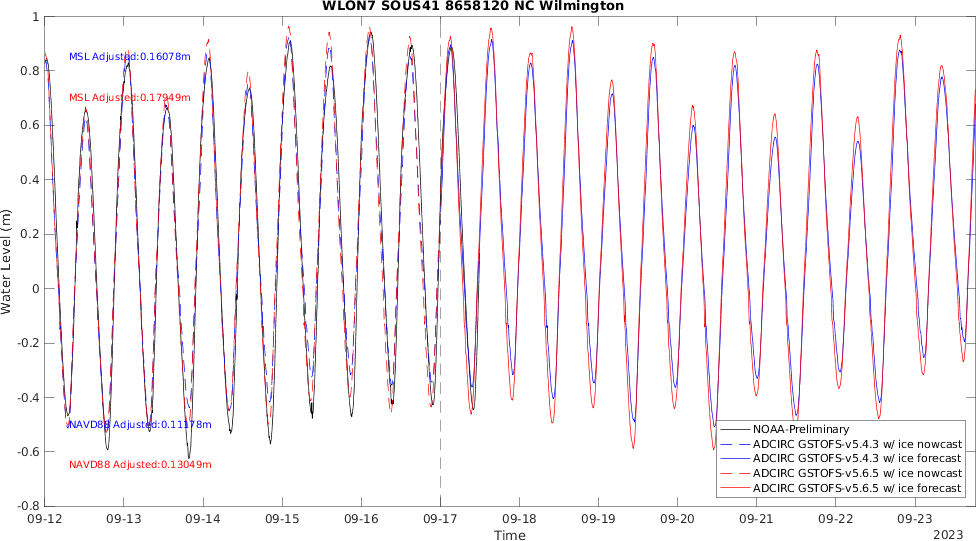 WLON7 SOUS41 8658120 NC Wilmington
1
0.8
0.6
0.4
0.2
0
-0.2
-0.4
-0.6
-0.8
Water Level (m)
MSL Adjusted:0.16078m
MSL Adjusted:0.17949m
NAVD88 Adjusted:0.11178m
NAVD88 Adjusted:0.13049m
NOAA-Preliminary
ADCIRC GSTOFS-v5.4.3 w/ ice nowcast
ADCIRC GSTOFS-v5.4.3 w/ ice forecast
ADCIRC GSTOFS-v5.6.5 w/ ice nowcast
ADCIRC GSTOFS-v5.6.5 w/ ice forecast
09-12 09-13 09-14 09-15 09-16 09-17 09-18 09-19 09-20 09-21 09-22 09-23
Time
2023